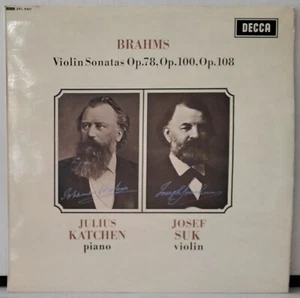 DECCA
BRAHMS
Violin Sonatas Op.78, Op.100, Op.108
JULIUS
KATCHEN
piano
JOSEF
SUK
violin